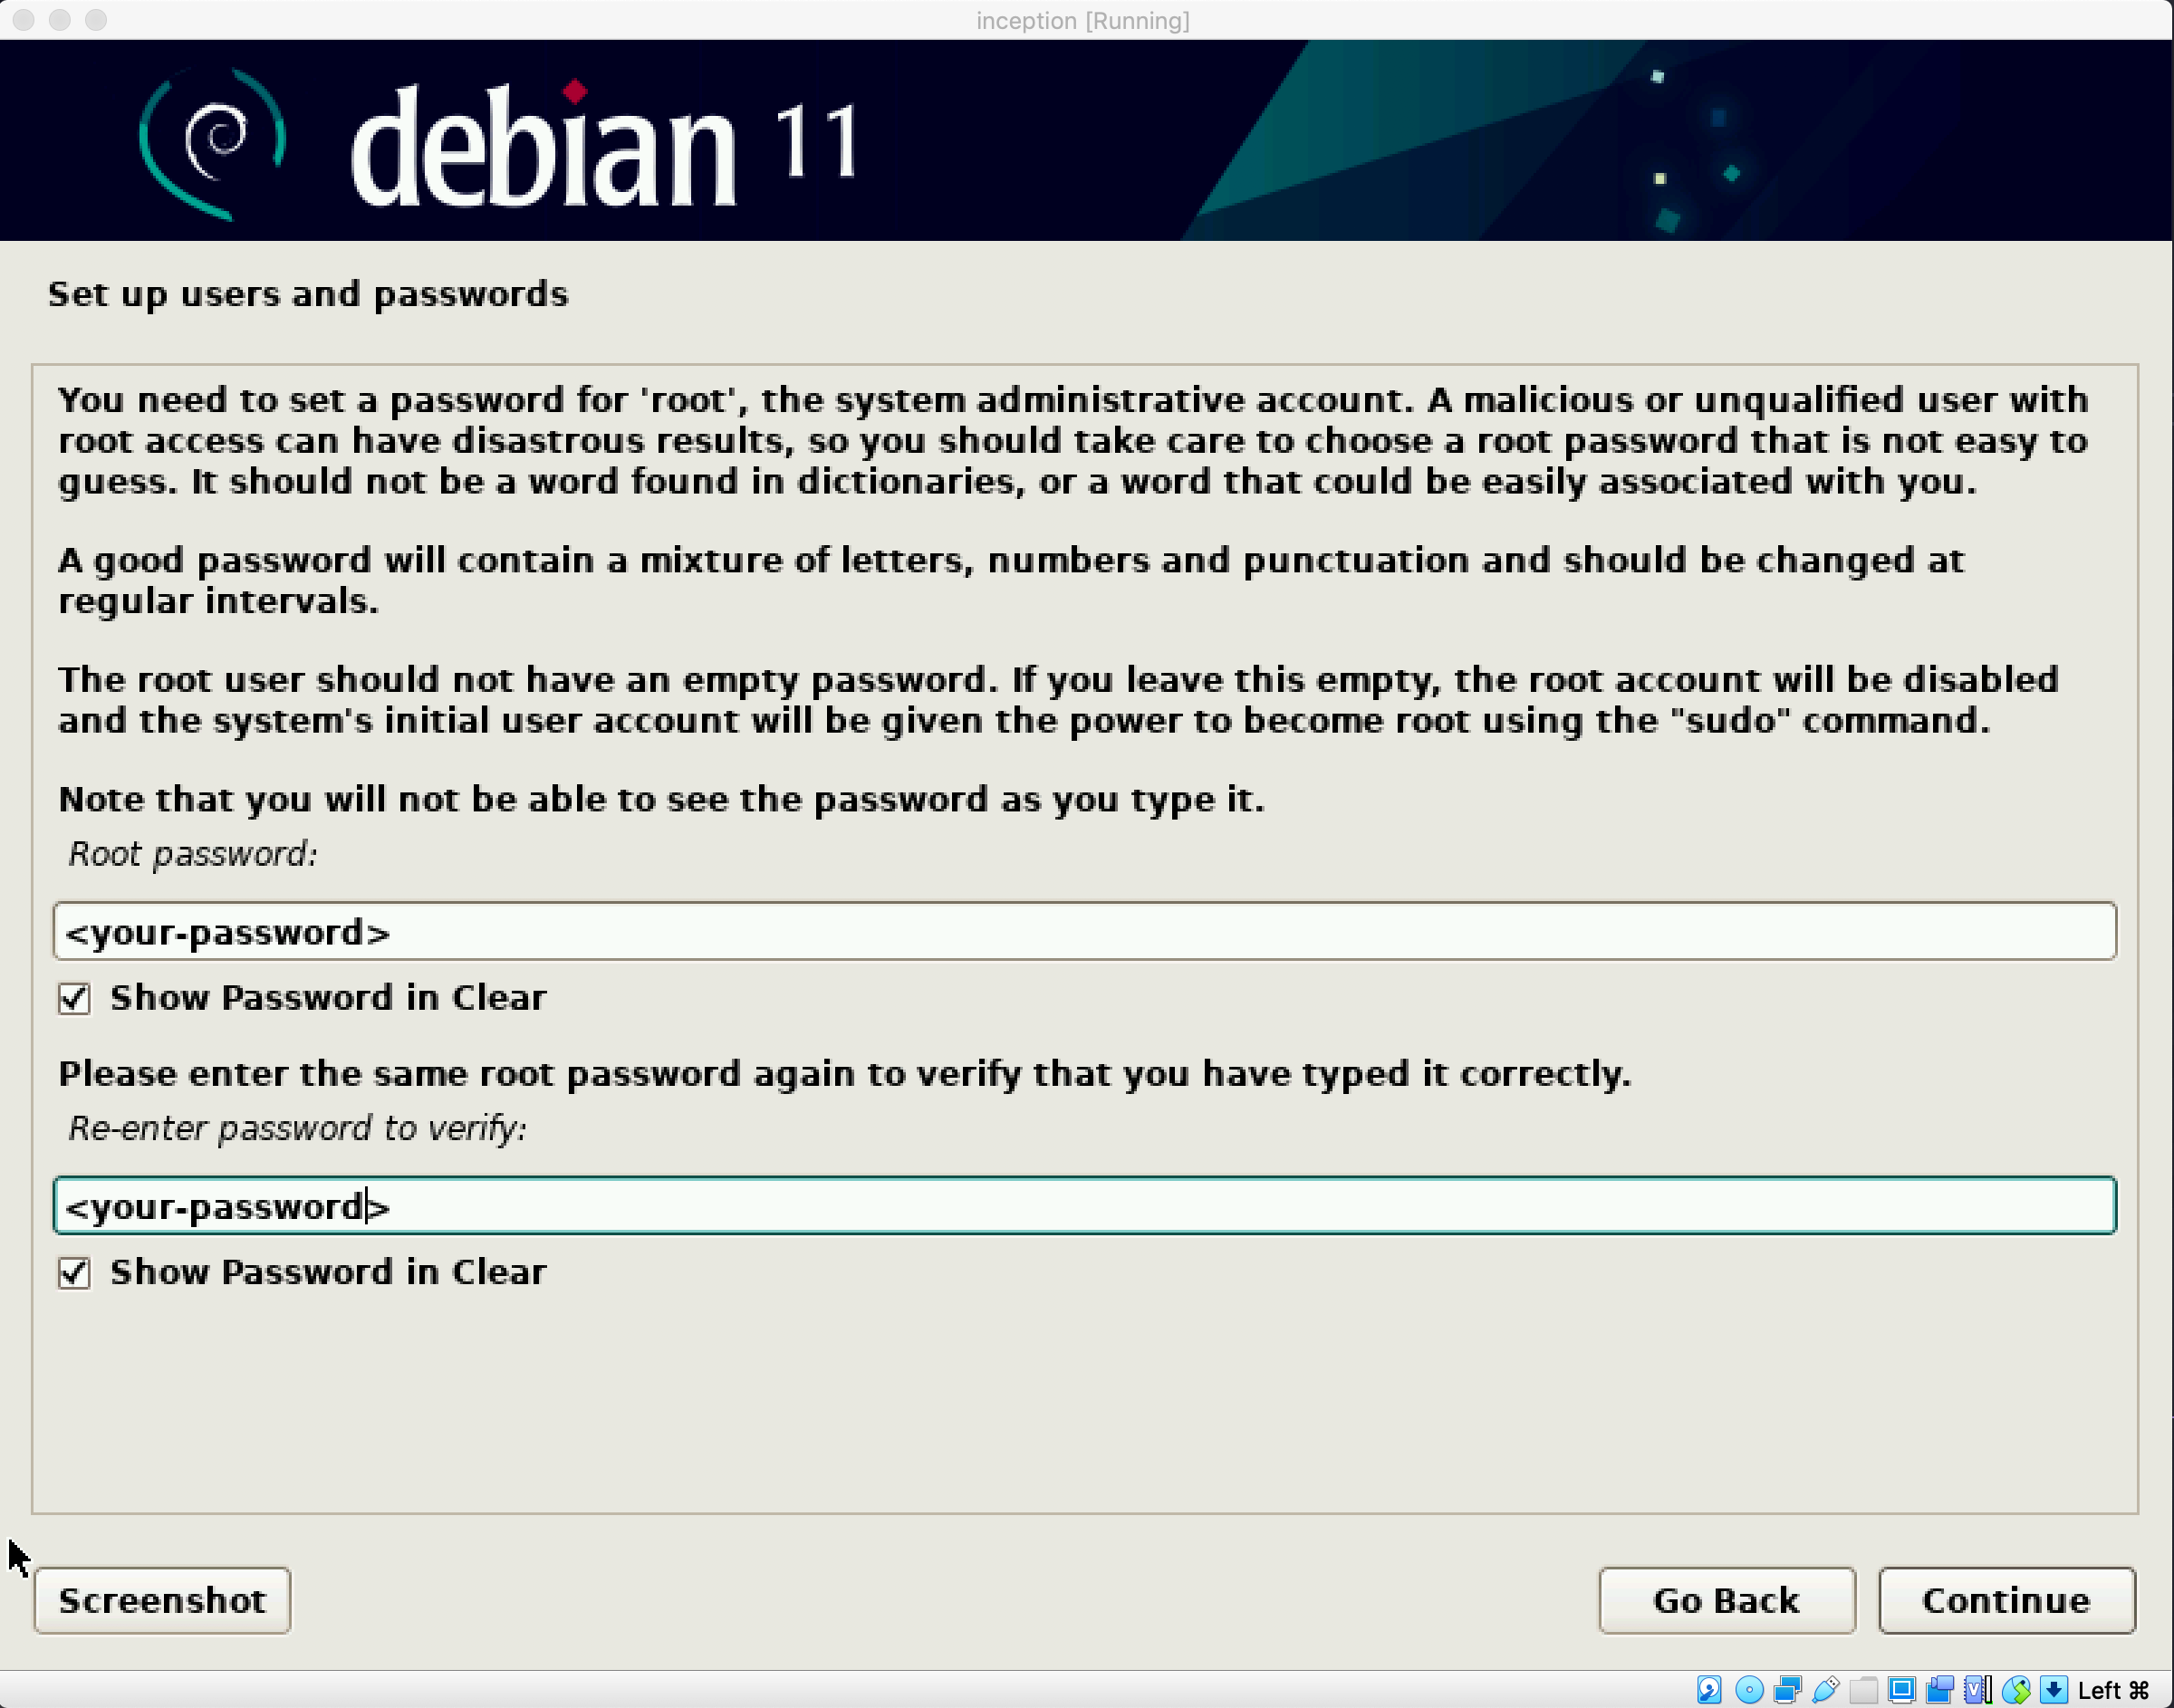 inception [Running]
debian 11
Set up users and passwords
You need to set a password for 'root', the system administrative account. A malicious or unqualified user with
root access can have disastrous results, so you should take care to choose a root password that is not easy to
guess. It should not be a word found in dictionaries, or a word that could be easily associated with you.
A good password will contain a mixture of letters, numbers and punctuation and should be changed at
regular intervals.
The root user should not have an empty password. If you leave this empty, the root account will be disabled
and the system's initial user account will be given the power to become root using the "sudo" command.
Note that you will not be able to see the password as you type it.
Root password:
<your-password>
Show Password in Clear
Please enter the same root password again to verify that you have typed it correctly.
Re-enter password to verify:
<your-password>
Show Password in Clear
Screenshot
Go Back
Continue
Left ⌘